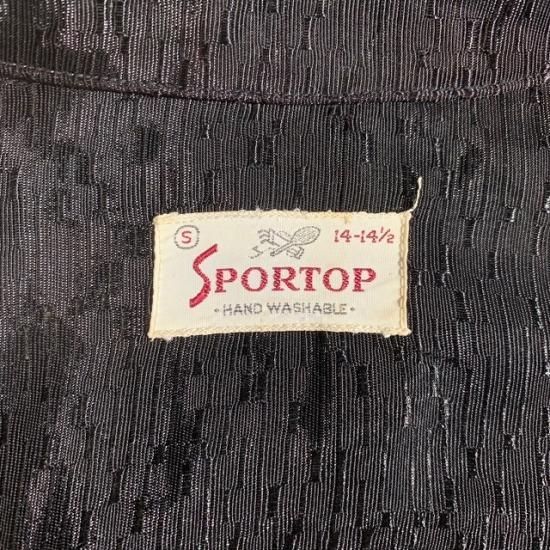 S 14-14½
SPORTOP
· HAND WASHABLE ·